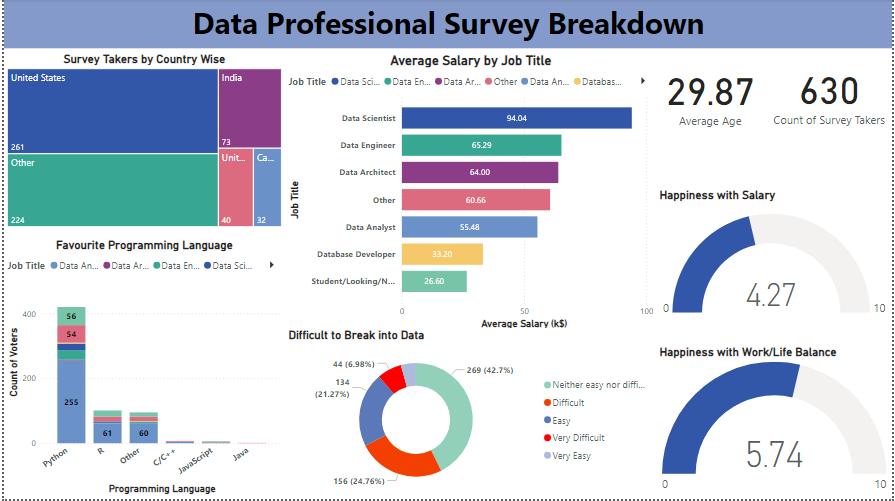 Data Professional Survey Breakdown
Survey Takers by Country Wise
United States
261
India
73
Other
224
Unit...
40
Ca...
32
Average Salary by Job Title
Job Title Data Sci... Data En... Data Ar... Other Data An... Databas...
Job Title
Data Scientist 94.04
Data Engineer 65.29
Data Architect 64.00
Other 60.66
Data Analyst 55.48
Database Developer 33.20
Student/Looking/N... 26.60
0 50 100
Average Salary (k$)
29.87
Average Age
630
Count of Survey Takers
Happiness with Salary
4.27
0 10
Favourite Programming Language
Job Title Data An... Data Ar... Data En... Data Sci...
Count of Voters
400
200
0
56
54
255
61
60
Python R Other C/C++ JavaScript Java
Programming Language
Difficult to Break into Data
44 (6.98%)
134
(21.27%)
269 (42.7%)
156 (24.76%)
Neither easy nor diffi...
Difficult
Easy
Very Difficult
Very Easy
Happiness with Work/Life Balance
5.74
0 10